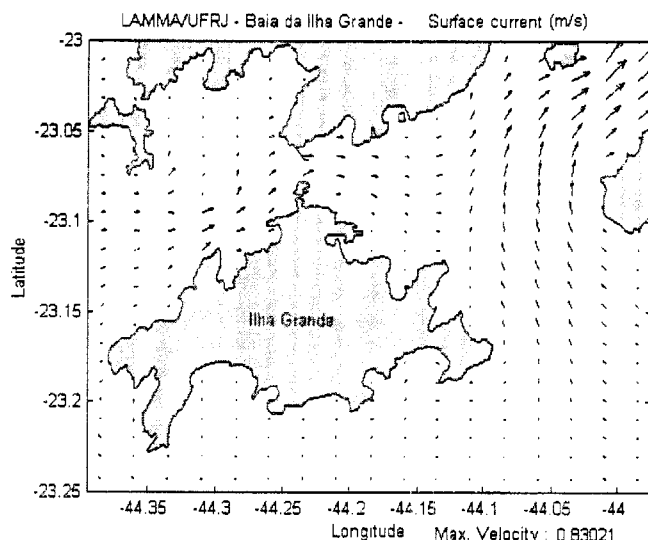 LAMMA/UFRJ - Baia da Ilha Grande - Surface current (m/s)
-23
-23.05
-23.1
-23.15
-23.2
-23.25
Latitude
Ilha Grande
-44.35 -44.3 -44.25 -44.2 -44.15 -44.1 -44.05 -44
Longitude Max. Velocity : 0.83021